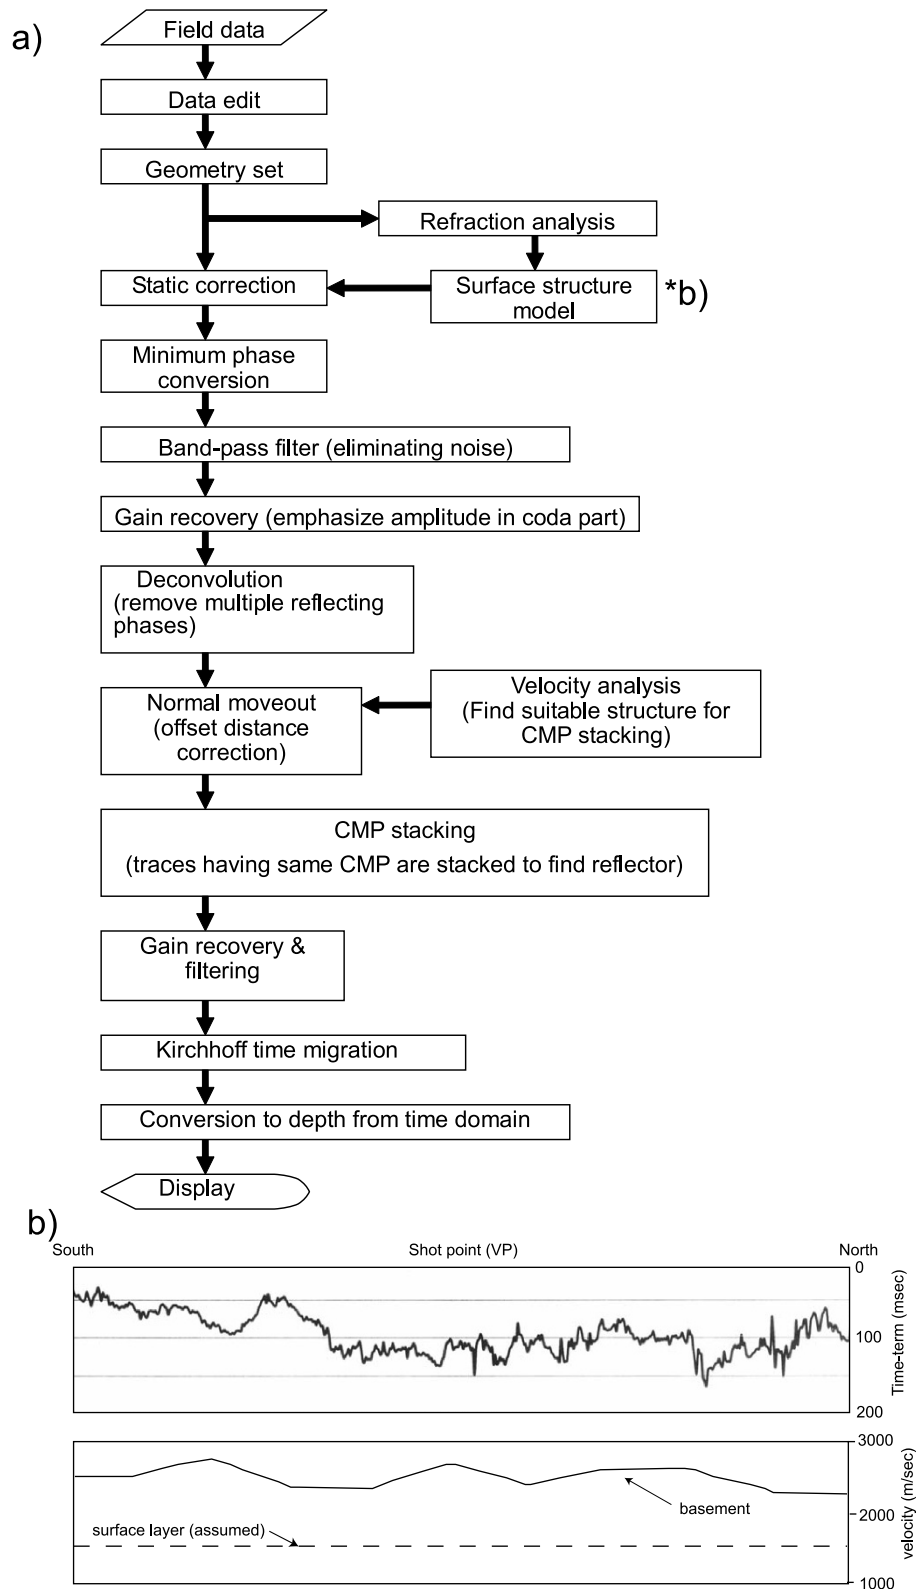 a)
Field data
Data edit
Geometry set
Refraction analysis
Static correction
Surface structure
model
*b)
Minimum phase
conversion
Band-pass filter (eliminating noise)
Gain recovery (emphasize amplitude in coda part)
Deconvolution
(remove multiple reflecting
phases)
Normal moveout
(offset distance
correction)
Velocity analysis
(Find suitable structure for
CMP stacking)
CMP stacking
(traces having same CMP are stacked to find reflector)
Gain recovery &
filtering
Kirchhoff time migration
Conversion to depth from time domain
Display
b)
South
Shot point (VP)
North
0
100
200
Time-term (msec)
3000
2000
1000
velocity (m/sec)
basement
surface layer (assumed)